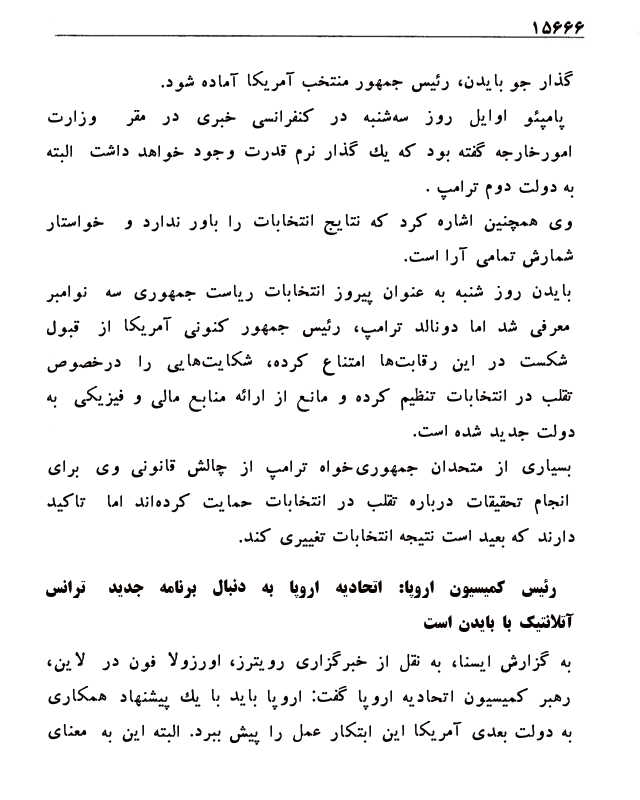 ۱۵۶۶۶
گذار جو بایدن، رئیس جمهور منتخب آمریکا آماده شود.
پامپئو اوایل روز سه‌شنبه در کنفرانسی خبری در مقر وزارت
امورخارجه گفته بود که یك گذار نرم قدرت وجود خواهد داشت البته
به دولت دوم ترامپ .
وی همچنین اشاره کرد که نتایج انتخابات را باور ندارد و خواستار
شمارش تمامی آرا است.
بایدن روز شنبه به عنوان پیروز انتخابات ریاست جمهوری سه نوامبر
معرفی شد اما دونالد ترامپ، رئیس جمهور کنونی آمریکا از قبول
شکست در این رقابت‌ها امتناع کرده، شکایت‌هایی را درخصوص
تقلب در انتخابات تنظیم کرده و مانع از ارائه منابع مالی و فیزیکی به
دولت جدید شده است.
بسیاری از متحدان جمهوری‌خواه ترامپ از چالش قانونی وی برای
انجام تحقیقات درباره تقلب در انتخابات حمایت کرده‌اند اما تاکید
دارند که بعید است نتیجه انتخابات تغییری کند.
رئیس کمیسیون اروپا: اتحادیه اروپا به دنبال برنامه جدید ترانس
آتلانتیک با بایدن است
به گزارش ایسنا، به نقل از خبرگزاری رویترز، اورزولا فون در لاین،
رهبر کمیسیون اتحادیه اروپا گفت: اروپا باید با یك پیشنهاد همکاری
به دولت بعدی آمریکا این ابتکار عمل را پیش ببرد. البته این به معنای